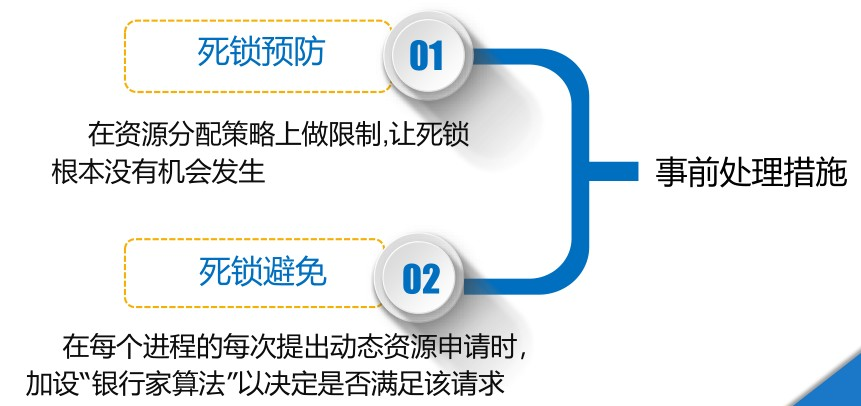 死锁预防
01
在资源分配策略上做限制,让死锁
根本没有机会发生
事前处理措施
死锁避免
02
在每个进程的每次提出动态资源申请时，
加设“银行家算法”以决定是否满足该请求